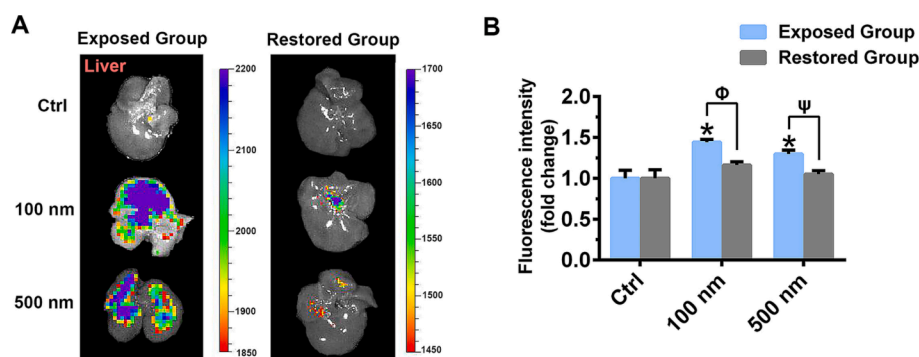 A
Exposed Group
Restored Group
Liver
Ctrl
100 nm
500 nm
2200
2100
2000
1900
1850
1700
1650
1600
1550
1500
1450
B
Exposed Group
Restored Group
Fluorescence intensity
(fold change)
2.0
1.5
1.0
0.5
0.0
* Φ
* Ψ
Ctrl
100 nm
500 nm